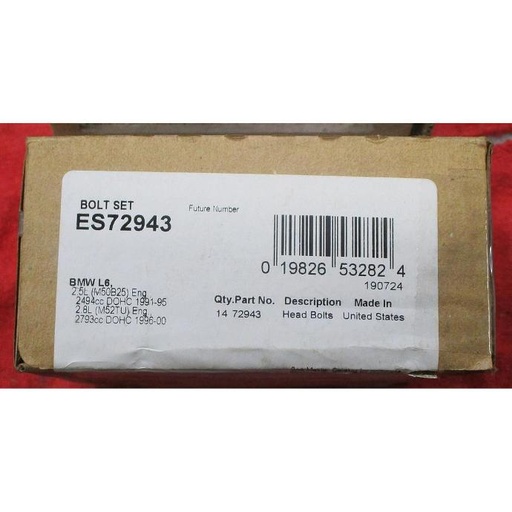 BOLT SET
ES72943
Future Number
0 19826 53282 4
190724
BMW L6,
2.5L (M50B25) Eng
2494cc DOHC 1991-95
2.8L (M52TU) Eng
2793cc DOHC 1996-00
Qty. Part No. Description Made In
14 72943 Head Bolts United States